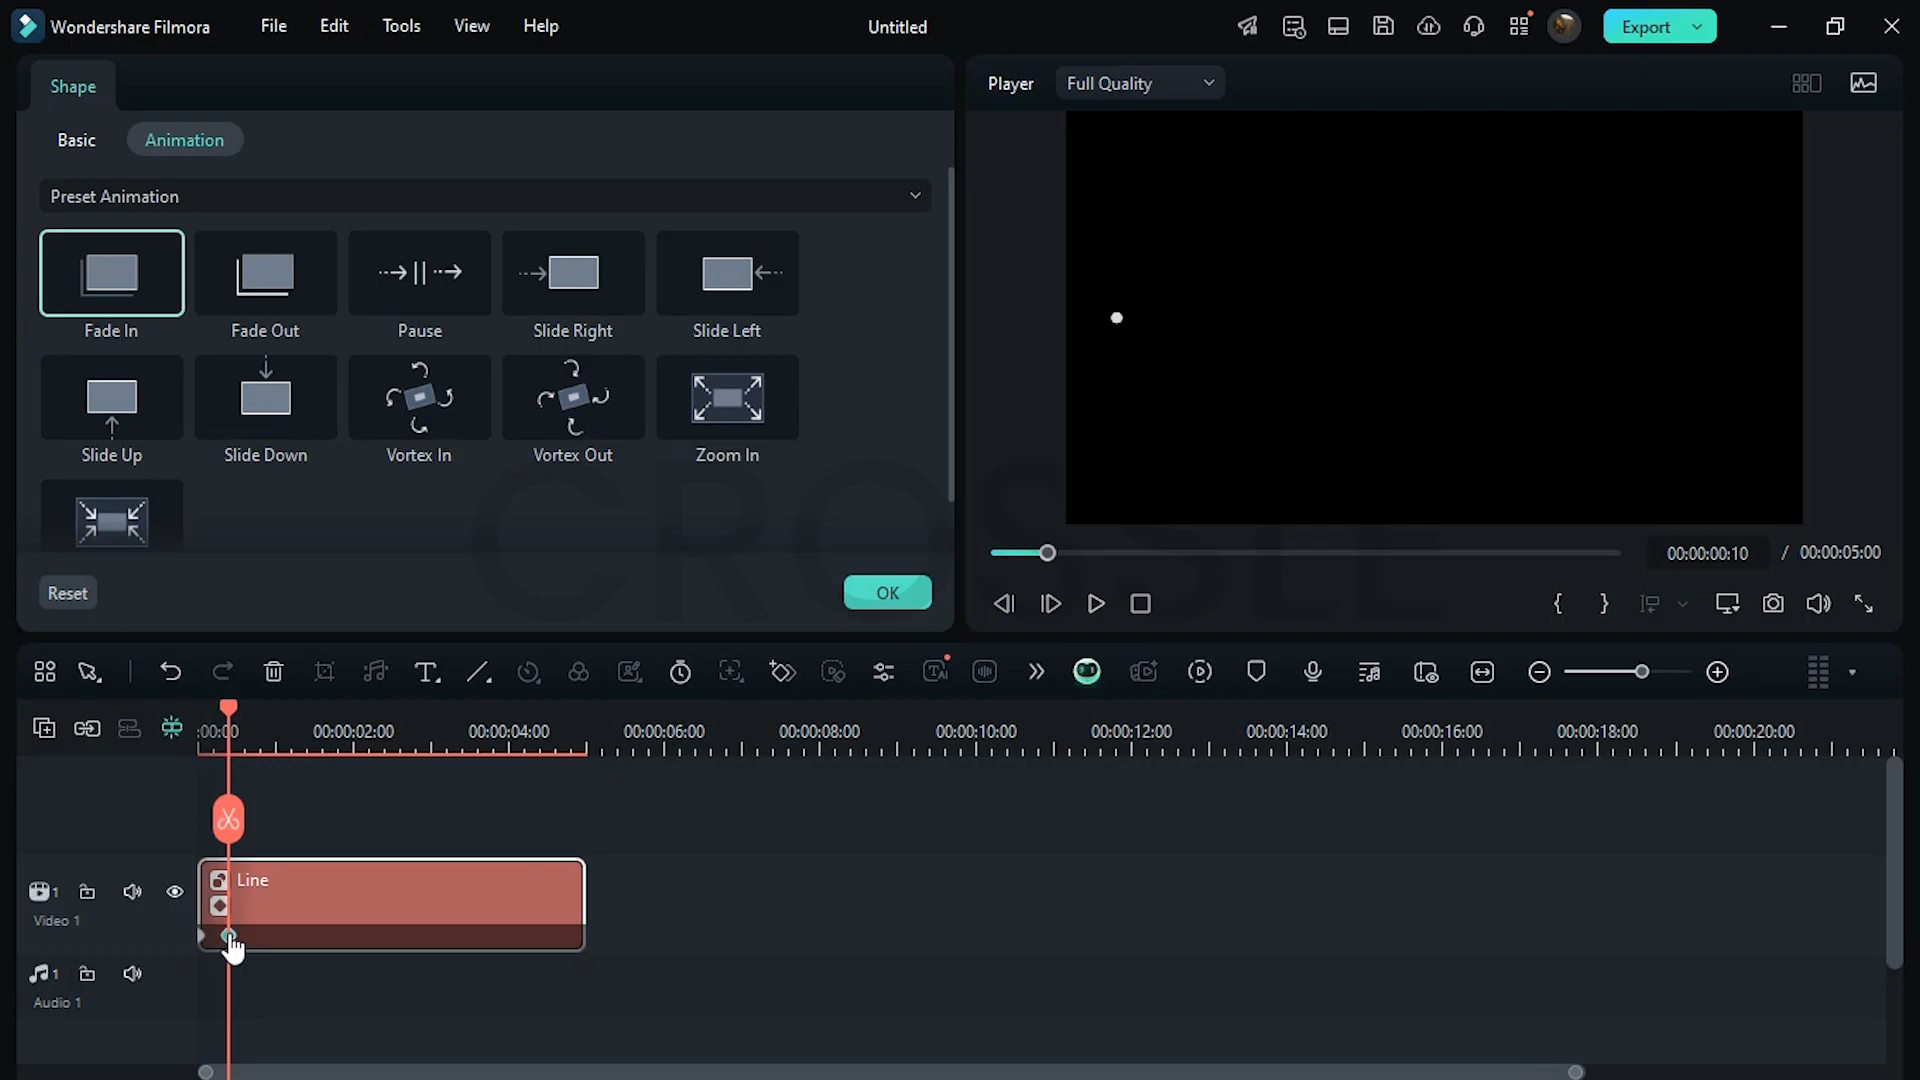 Wondershare Filmora File Edit Tools View Help Untitled Export
Shape
Player Full Quality
Basic Animation
Preset Animation
Fade In Fade Out Pause Slide Right Slide Left
Slide Up Slide Down Vortex In Vortex Out Zoom In
Reset OK
00:00:00:10 / 00:00:05:00
:00:00 00:00:02:00 00:00:04:00 00:00:06:00 00:00:08:00 00:00:10:00 00:00:12:00 00:00:14:00 00:00:16:00 00:00:18:00 00:00:20:00
Line
1
Video 1
1
Audio 1